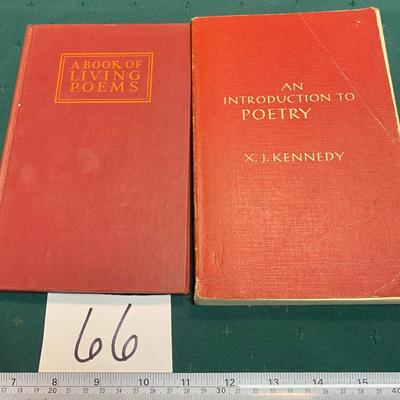 A BOOK OF
LIVING
POEMS
AN
INTRODUCTION TO
POETRY
X. J. KENNEDY
66
7 8 9 10 11 12 13 14 15